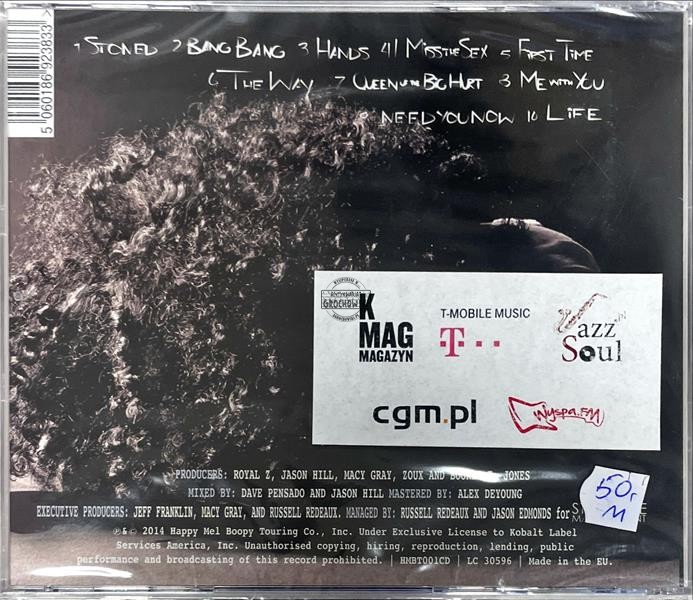 1 STONED 2 BANG BANG 3 HANDS 4 I MISS THE SEX 5 FIRST TIME
6 THE WAY 7 QUEEN OF THE BIG HURT 8 ME WITH YOU
9 NEED YOU NOW 10 LIFE
5 060186 923833 >
GROCHOWSKI
K
MAG
MAGAZYN
T-MOBILE MUSIC
T
Jazz
Soul
cgm.pl
Wyspa.FM
PRODUCERS: ROYAL Z, JASON HILL, MACY GRAY, ZOUX AND JONES
MIXED BY: DAVE PENSADO AND JASON HILL MASTERED BY: ALEX DEYOUNG
EXECUTIVE PRODUCERS: JEFF FRANKLIN, MACY GRAY, AND RUSSELL REDEAUX. MANAGED BY: RUSSELL REDEAUX AND JASON EDMONDS for
50,
M
℗&© 2014 Happy Mel Boopy Touring Co., Inc. Under Exclusive License to Kobalt Label
Services America, Inc. Unauthorised copying, hiring, reproduction, lending, public
performance and broadcasting of this record prohibited. | HMBT001CD | LC 30596 | Made in the EU.